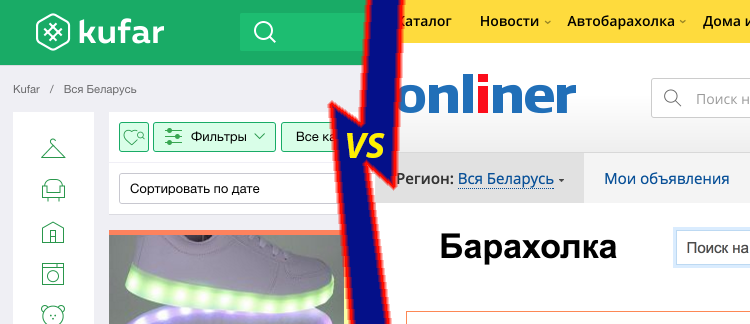 kufar
Kufar / Вся Беларусь
Фильтры
Все ка
Сортировать по дате
VS
Каталог Новости Автобарахолка Дома и
onliner
Поиск н
Регион: Вся Беларусь
Мои объявления
Барахолка
Поиск на